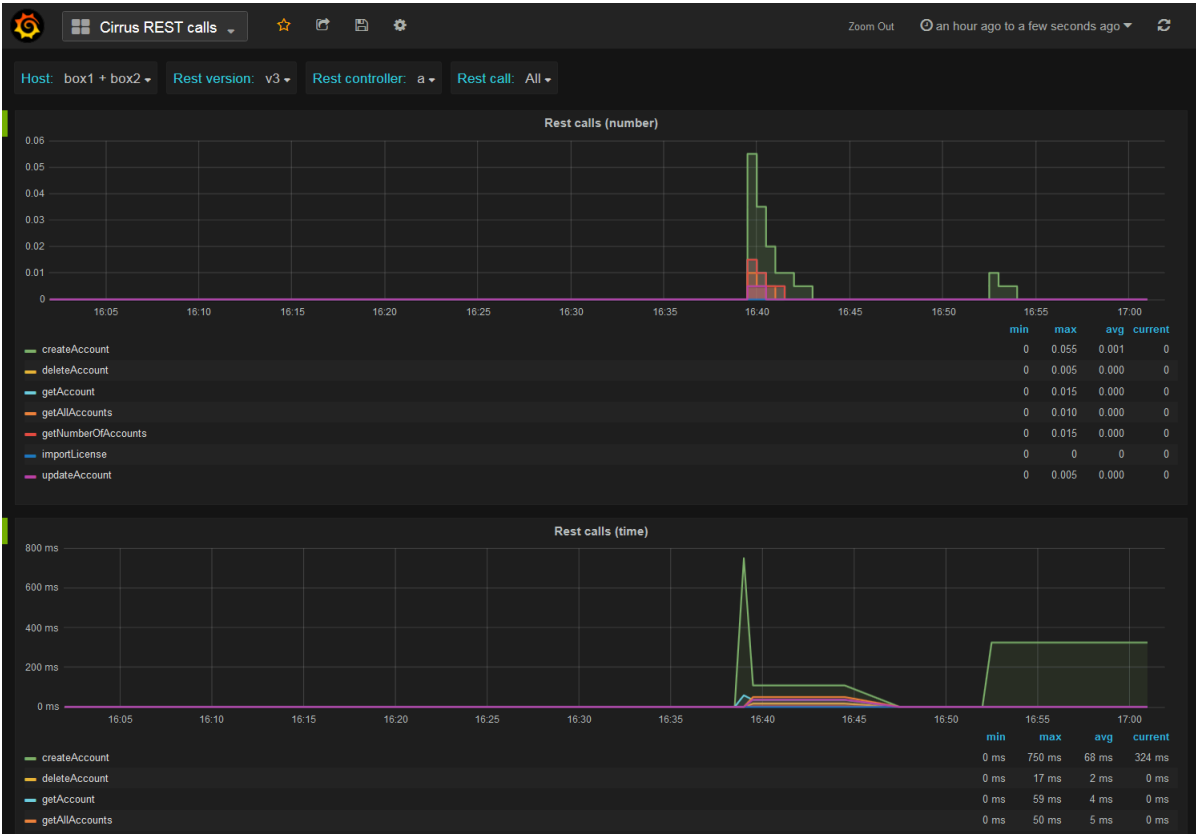 Cirrus REST calls
Zoom Out
an hour ago to a few seconds ago
Host: box1 + box2 Rest version: v3 Rest controller: a Rest call: All
Rest calls (number)
0.06
0.05
0.04
0.03
0.02
0.01
0
16:05 16:10 16:15 16:20 16:25 16:30 16:35 16:40 16:45 16:50 16:55 17:00
min max avg current
createAccount 0 0.055 0.001 0
deleteAccount 0 0.005 0.000 0
getAccount 0 0.015 0.000 0
getAllAccounts 0 0.010 0.000 0
getNumberOfAccounts 0 0.015 0.000 0
importLicense 0 0 0 0
updateAccount 0 0.005 0.000 0
Rest calls (time)
800 ms
600 ms
400 ms
200 ms
0 ms
16:05 16:10 16:15 16:20 16:25 16:30 16:35 16:40 16:45 16:50 16:55 17:00
min max avg current
createAccount 0 ms 750 ms 68 ms 324 ms
deleteAccount 0 ms 17 ms 2 ms 0 ms
getAccount 0 ms 59 ms 4 ms 0 ms
getAllAccounts 0 ms 50 ms 5 ms 0 ms